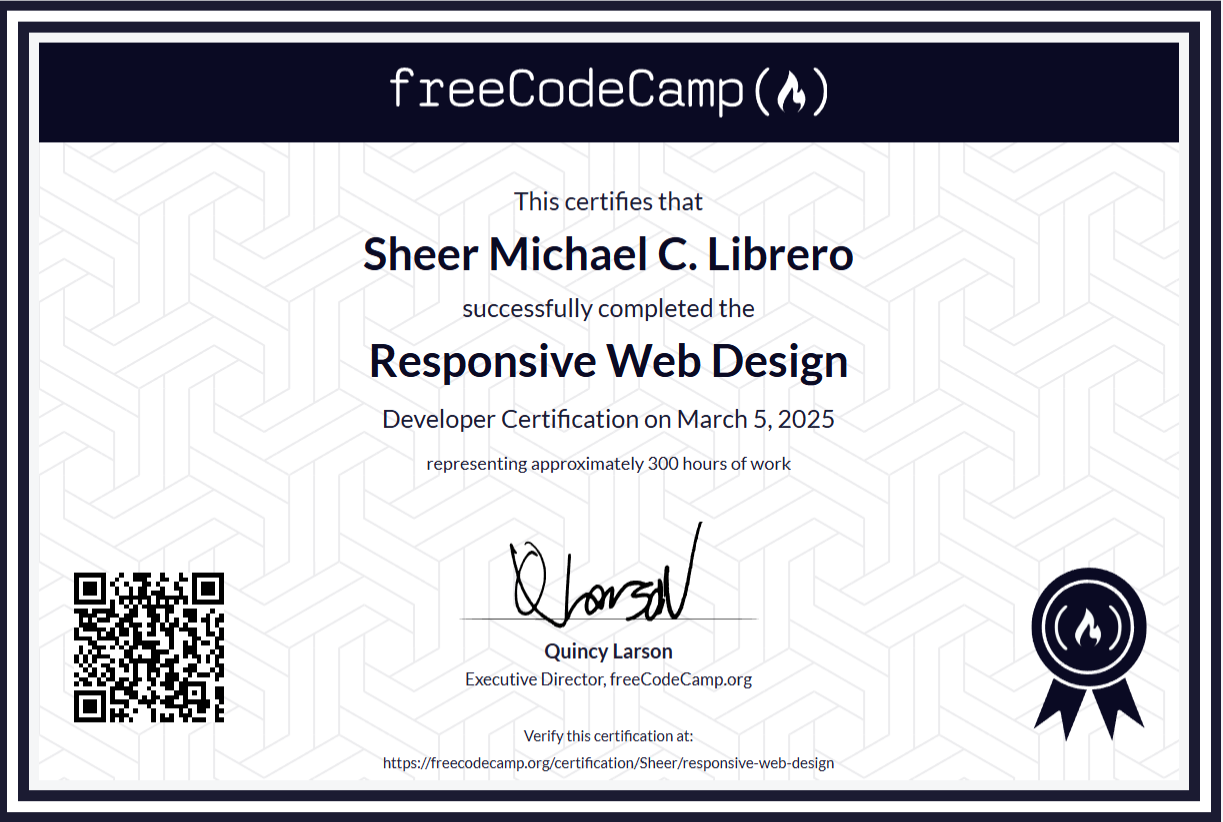 freeCodeCamp
This certifies that
Sheer Michael C. Librero
successfully completed the
Responsive Web Design
Developer Certification on March 5, 2025
representing approximately 300 hours of work
Q Larson
Quincy Larson
Executive Director, freeCodeCamp.org
Verify this certification at:
https://freecodecamp.org/certification/Sheer/responsive-web-design